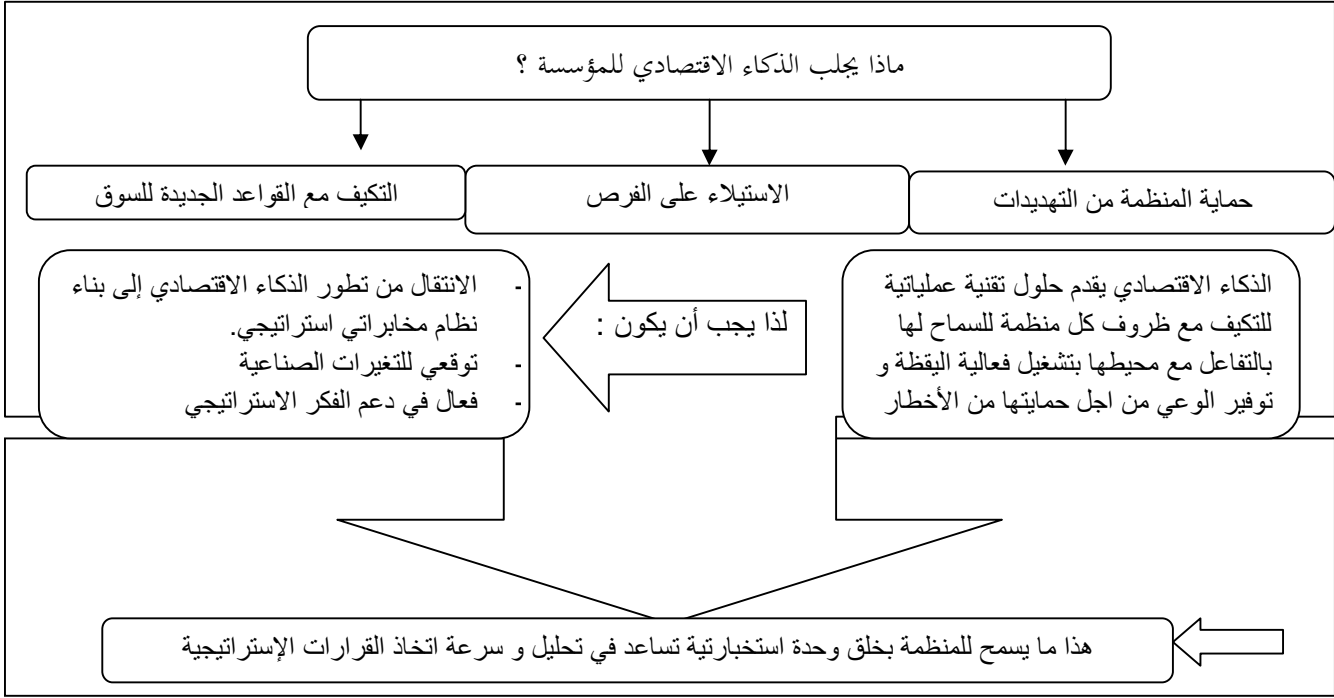 ماذا يجلب الذكاء الاقتصادي للمؤسسة ؟
حماية المنظمة من التهديدات
الاستيلاء على الفرص
التكيف مع القواعد الجديدة للسوق
الذكاء الاقتصادي يقدم حلول تقنية عملياتية
للتكيف مع ظروف كل منظمة للسماح لها
بالتفاعل مع محيطها بتشغيل فعالية اليقظة و
توفير الوعي من اجل حمايتها من الأخطار
لذا يجب أن يكون :
- الانتقال من تطور الذكاء الاقتصادي إلى بناء
نظام مخابراتي استراتيجي.
- توقعي للتغيرات الصناعية
- فعال في دعم الفكر الاستراتيجي
هذا ما يسمح للمنظمة بخلق وحدة استخبارتية تساعد في تحليل و سرعة اتخاذ القرارات الإستراتيجية